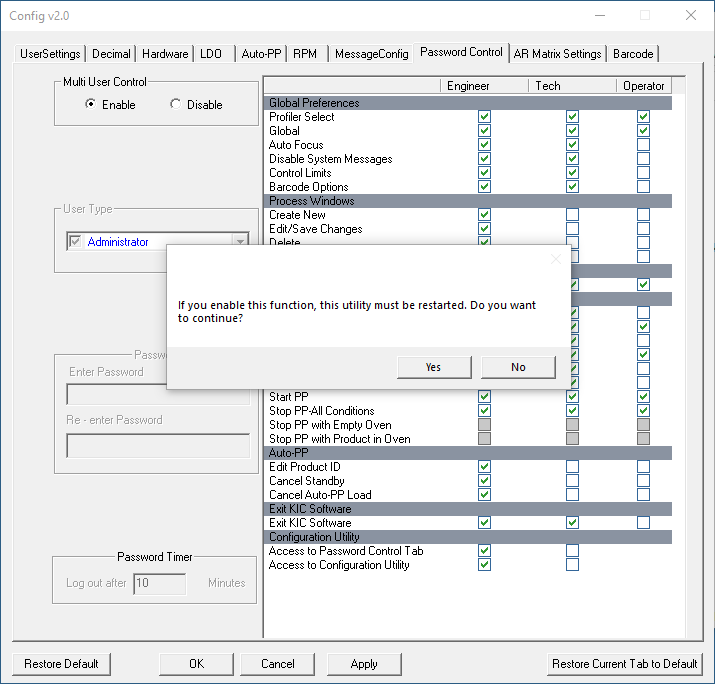 Config v2.0
UserSettings Decimal Hardware LDO Auto-PP RPM MessageConfig Password Control AR Matrix Settings Barcode
Multi User Control
Enable Disable
User Type
Administrator
Enter Password
Re - enter Password
Password Timer
Log out after 10 Minutes
Engineer Tech Operator
Global Preferences
Profiler Select
Global
Auto Focus
Disable System Messages
Control Limits
Barcode Options
Process Windows
Create New
Edit/Save Changes
Delete
If you enable this function, this utility must be restarted. Do you want
to continue?
Yes No
Start PP
Stop PP-All Conditions
Stop PP with Empty Oven
Stop PP with Product in Oven
Auto-PP
Edit Product ID
Cancel Standby
Cancel Auto-PP Load
Exit KIC Software
Exit KIC Software
Configuration Utility
Access to Password Control Tab
Access to Configuration Utility
Restore Default OK Cancel Apply Restore Current Tab to Default